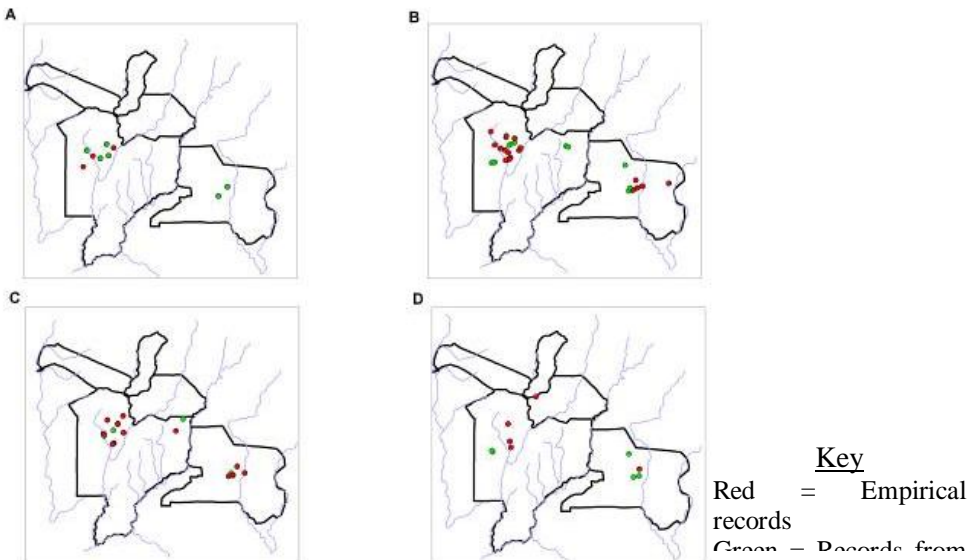 A
B
C
D
Key
Red = Empirical
records
Green = Records from